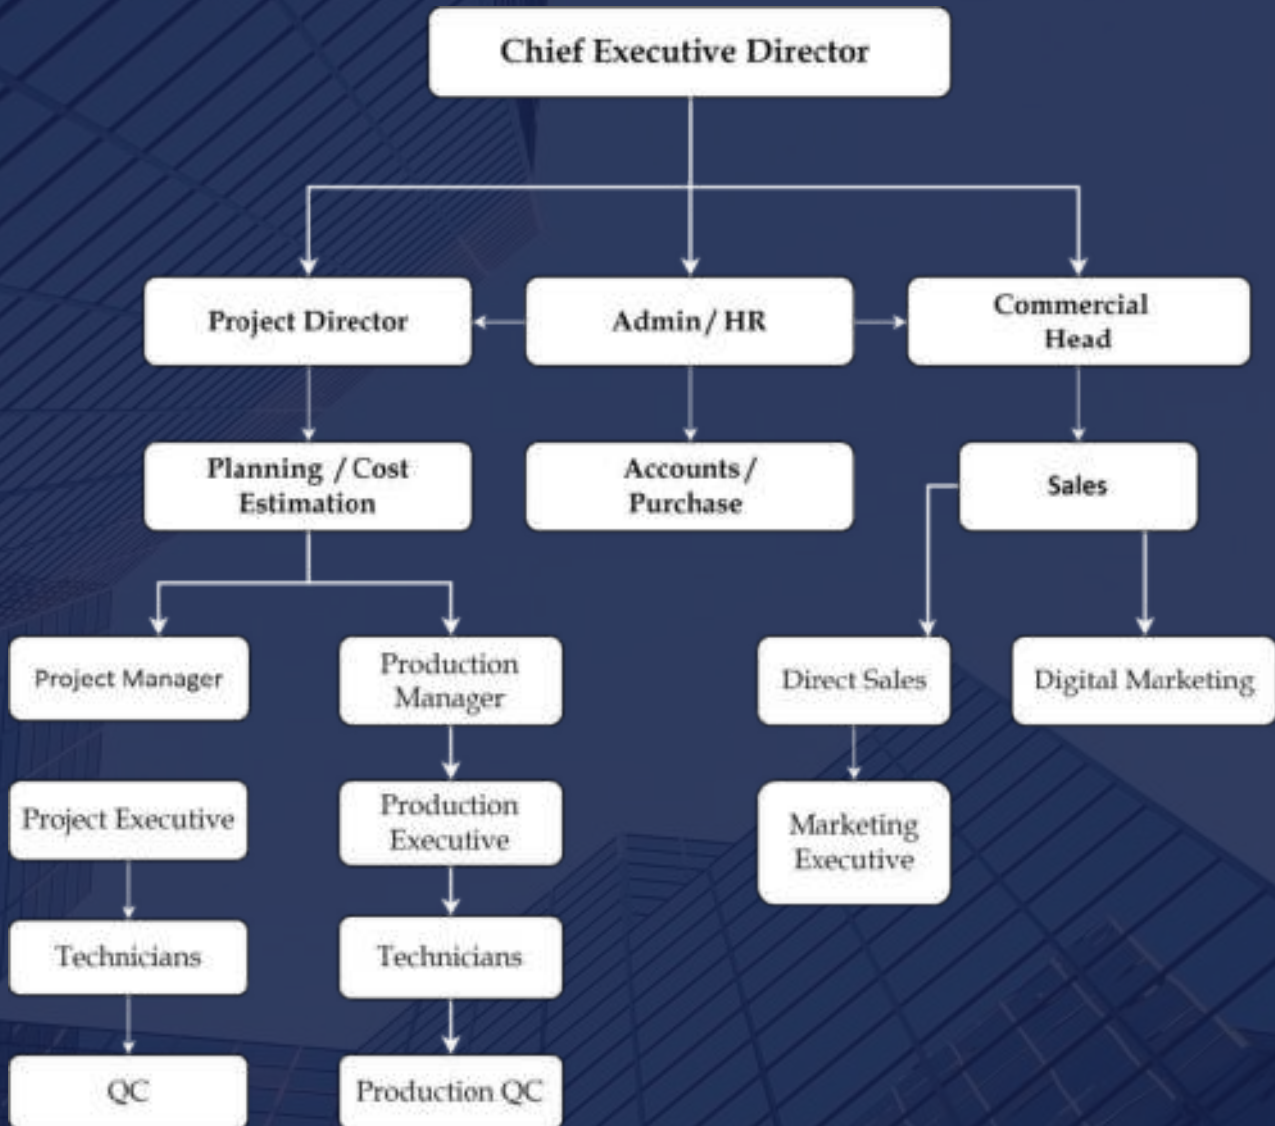 Chief Executive Director
Project Director
Admin / HR
Commercial
Head
Planning / Cost
Estimation
Accounts /
Purchase
Sales
Project Manager
Production
Manager
Direct Sales
Digital Marketing
Project Executive
Production
Executive
Marketing
Executive
Technicians
Technicians
QC
Production QC